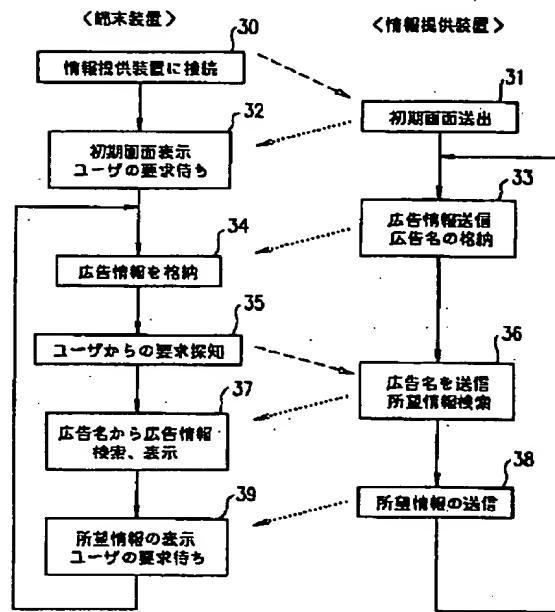 <端末装置>
<情報提供装置>
30
情報提供装置に接続
31
初期画面送出
32
初期画面表示
ユーザの要求待ち
33
広告情報送信
広告名の格納
34
広告情報を格納
35
ユーザからの要求探知
36
広告名を送信
所望情報検索
37
広告名から広告情報
検索、表示
38
所望情報の送信
39
所望情報の表示
ユーザの要求待ち